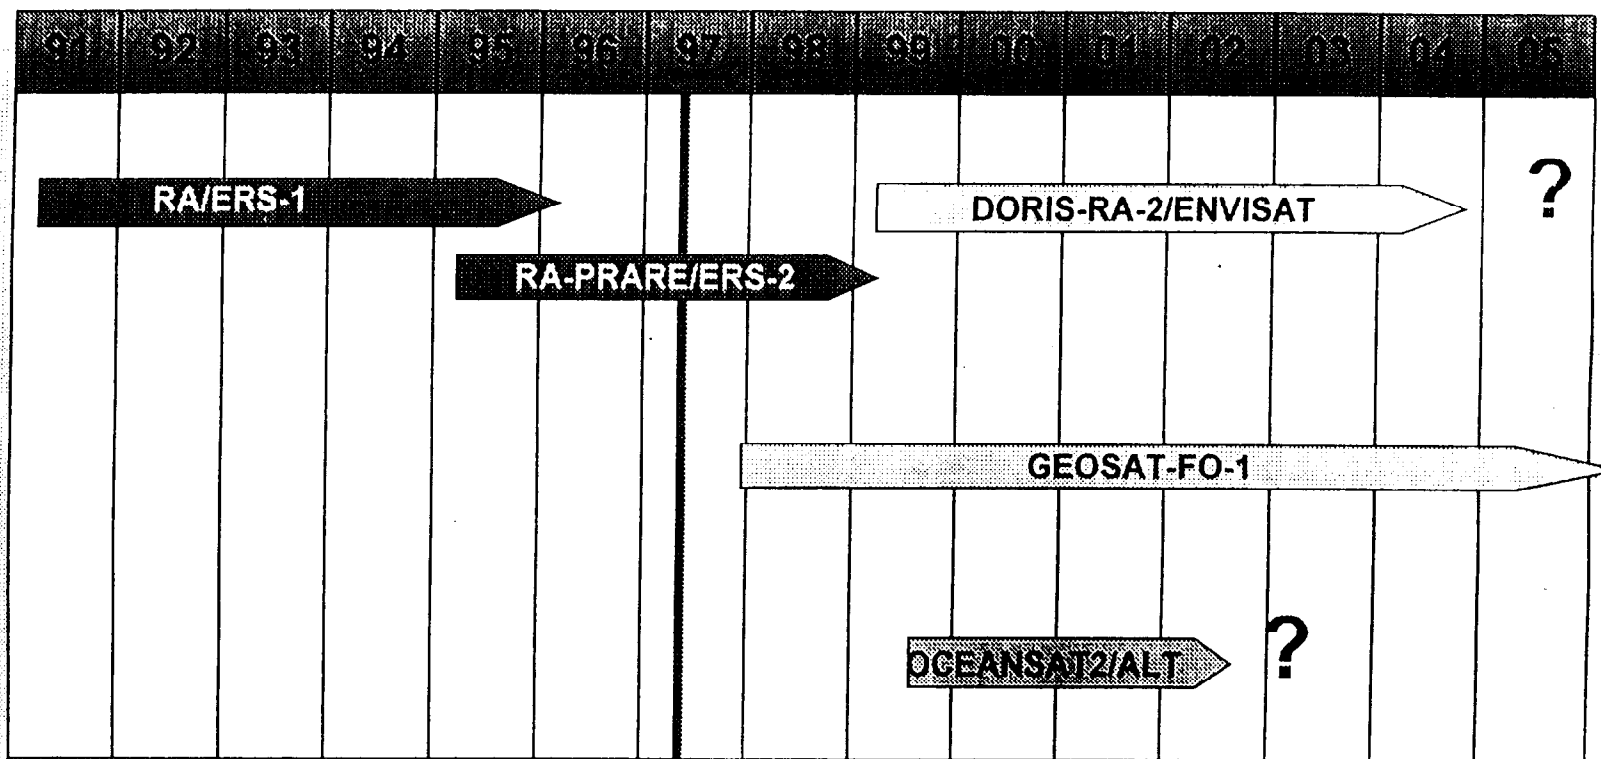 91 92 93 94 95 96 97 98 99 00 01 02 03 04 05
RA/ERS-1
DORIS-RA-2/ENVISAT
?
RA-PRARE/ERS-2
GEOSAT-FO-1
OCEANSAT2/ALT
?